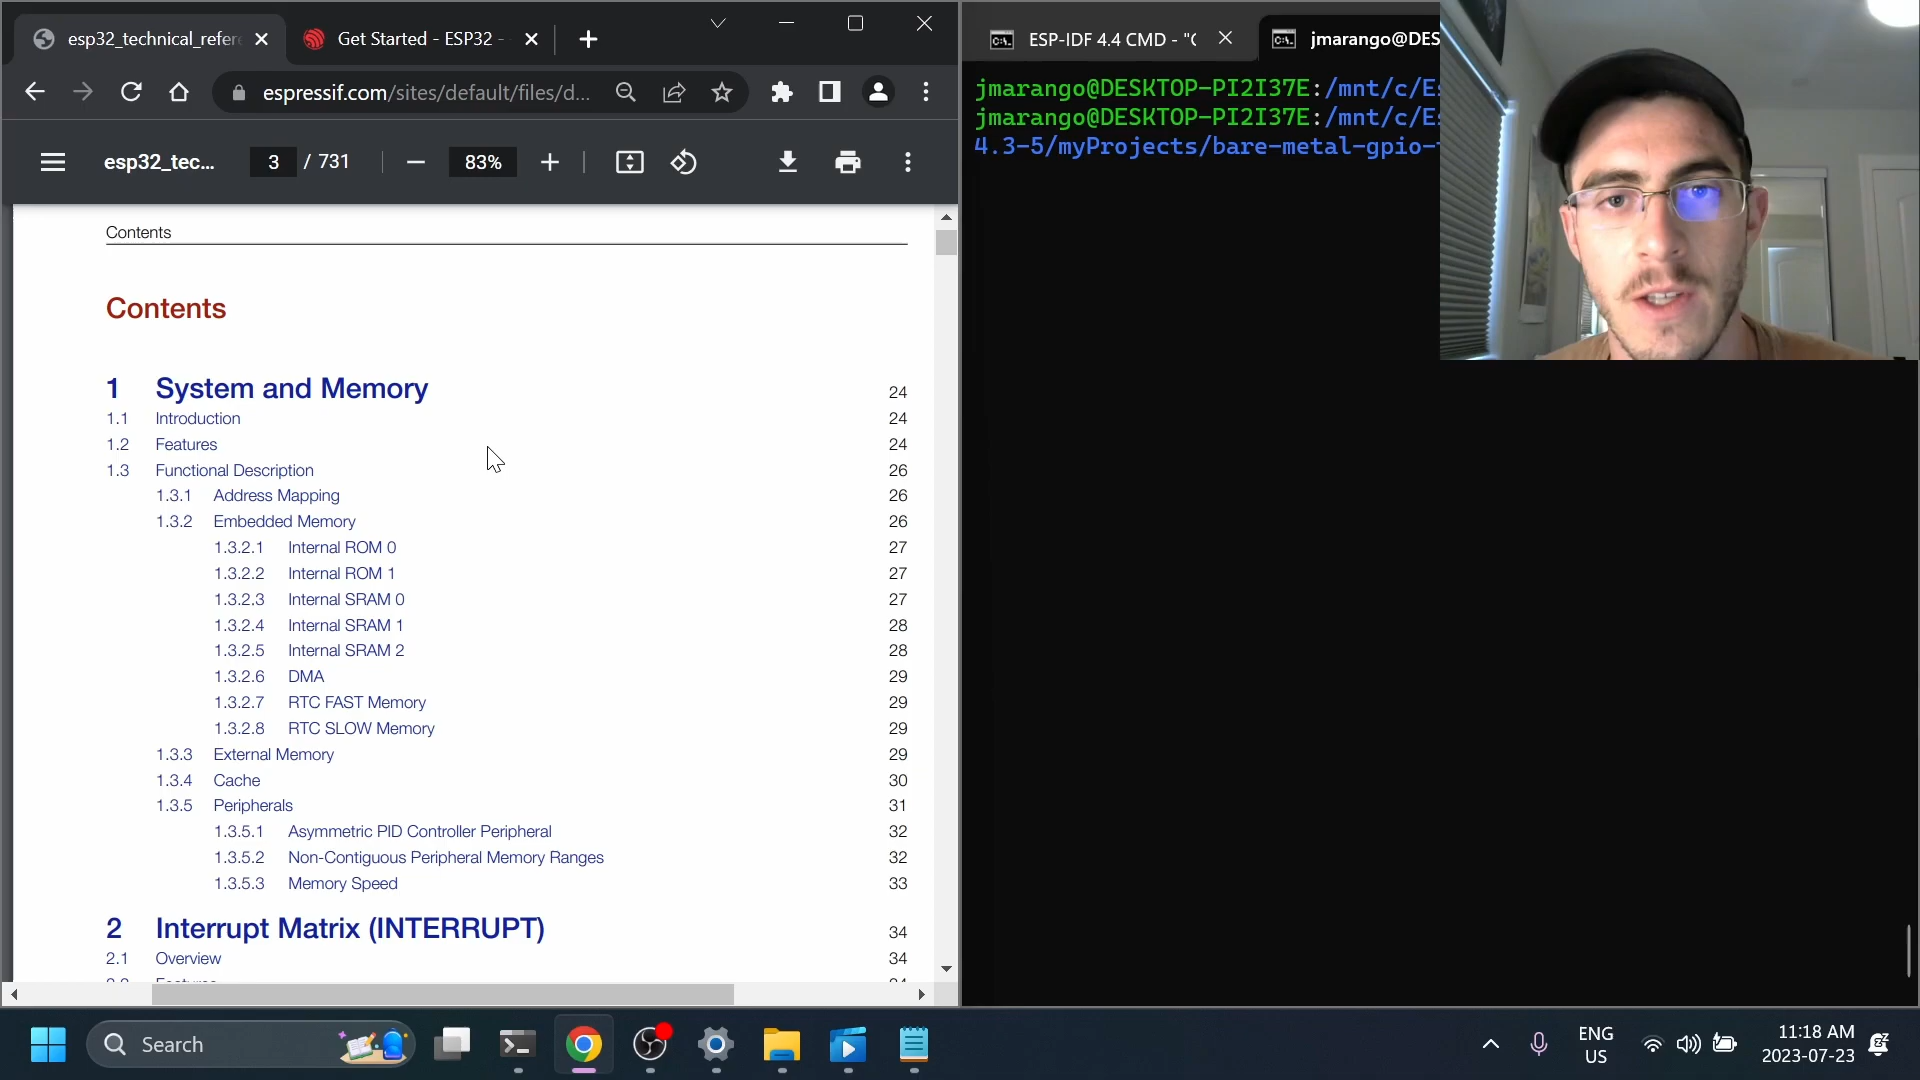 esp32_technical_refer
Get Started - ESP32 -
espressif.com/sites/default/files/d...
esp32_tec...
3 / 731
83%
Contents
Contents
1 System and Memory 24
1.1 Introduction 24
1.2 Features 24
1.3 Functional Description 26
1.3.1 Address Mapping 26
1.3.2 Embedded Memory 26
1.3.2.1 Internal ROM 0 27
1.3.2.2 Internal ROM 1 27
1.3.2.3 Internal SRAM 0 27
1.3.2.4 Internal SRAM 1 28
1.3.2.5 Internal SRAM 2 28
1.3.2.6 DMA 29
1.3.2.7 RTC FAST Memory 29
1.3.2.8 RTC SLOW Memory 29
1.3.3 External Memory 29
1.3.4 Cache 30
1.3.5 Peripherals 31
1.3.5.1 Asymmetric PID Controller Peripheral 32
1.3.5.2 Non-Contiguous Peripheral Memory Ranges 32
1.3.5.3 Memory Speed 33
2 Interrupt Matrix (INTERRUPT) 34
2.1 Overview 34
ESP-IDF 4.4 CMD - "C
jmarango@DES
jmarango@DESKTOP-PI2I37E:/mnt/c/Es
jmarango@DESKTOP-PI2I37E:/mnt/c/Es
4.3-5/myProjects/bare-metal-gpio-
Search
ENG
US
11:18 AM
2023-07-23